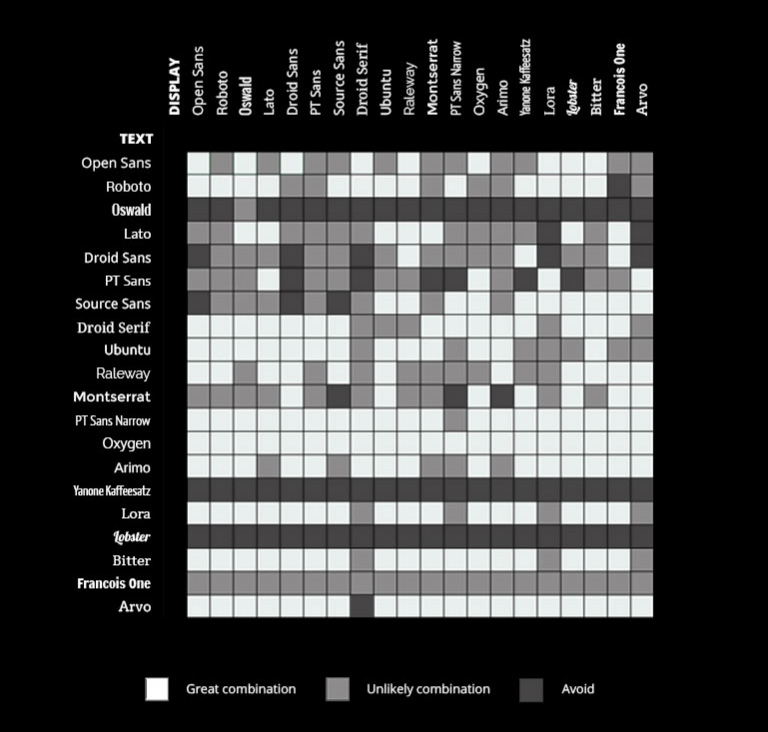 DISPLAY
Open Sans
Roboto
Oswald
Lato
Droid Sans
PT Sans
Source Sans
Droid Serif
Ubuntu
Raleway
Montserrat
PT Sans Narrow
Oxygen
Arimo
Yanone Kaffeesatz
Lora
Lobster
Bitter
Francois One
Arvo
TEXT
Open Sans
Roboto
Oswald
Lato
Droid Sans
PT Sans
Source Sans
Droid Serif
Ubuntu
Raleway
Montserrat
PT Sans Narrow
Oxygen
Arimo
Yanone Kaffeesatz
Lora
Lobster
Bitter
Francois One
Arvo
Great combination
Unlikely combination
Avoid